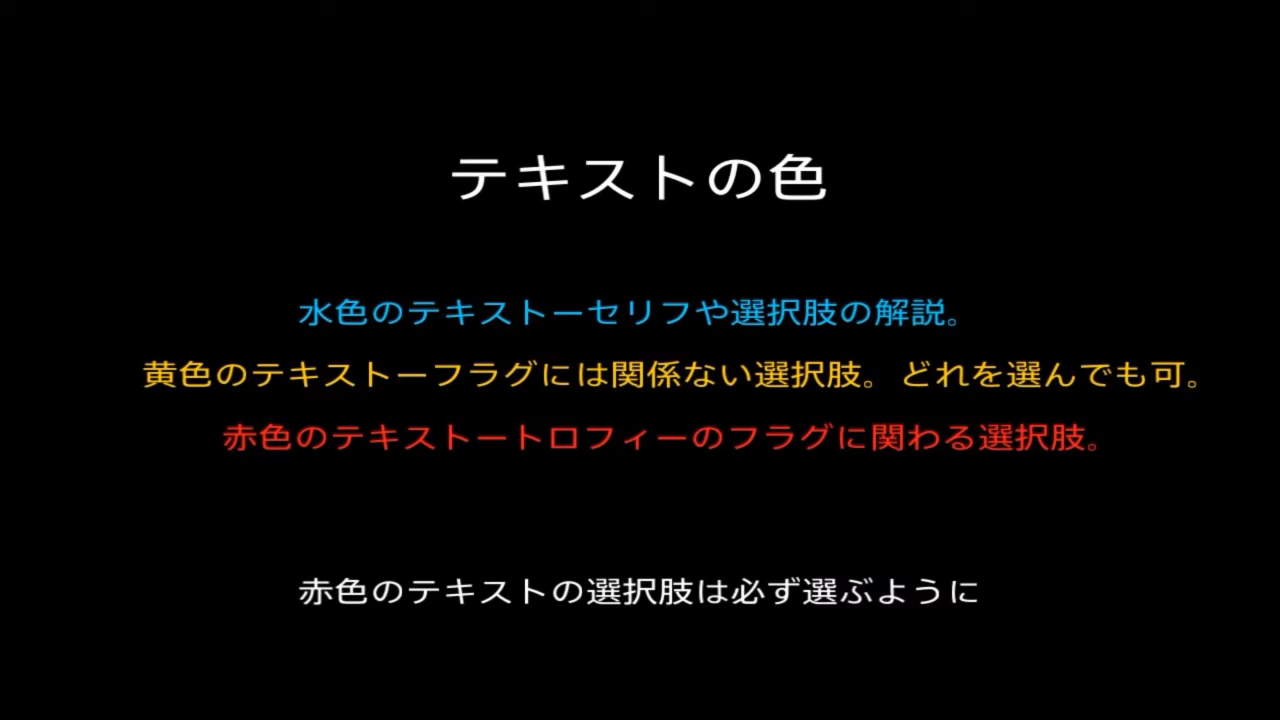 テキストの色
水色のテキストーセリフや選択肢の解説。
黄色のテキストーフラグには関係ない選択肢。どれを選んでも可。
赤色のテキストートロフィーのフラグに関わる選択肢。
赤色のテキストの選択肢は必ず選ぶように